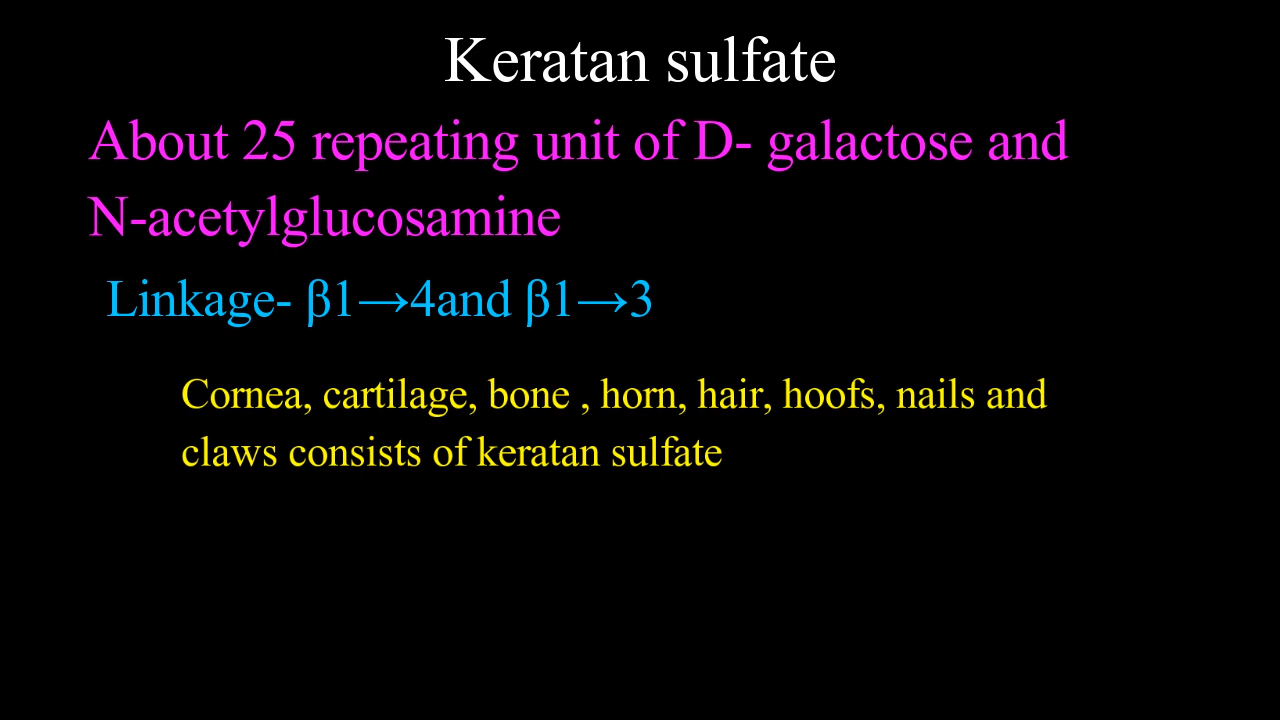 Keratan sulfate
About 25 repeating unit of D- galactose and
N-acetylglucosamine
Linkage- β1→4and β1→3
Cornea, cartilage, bone , horn, hair, hoofs, nails and
claws consists of keratan sulfate